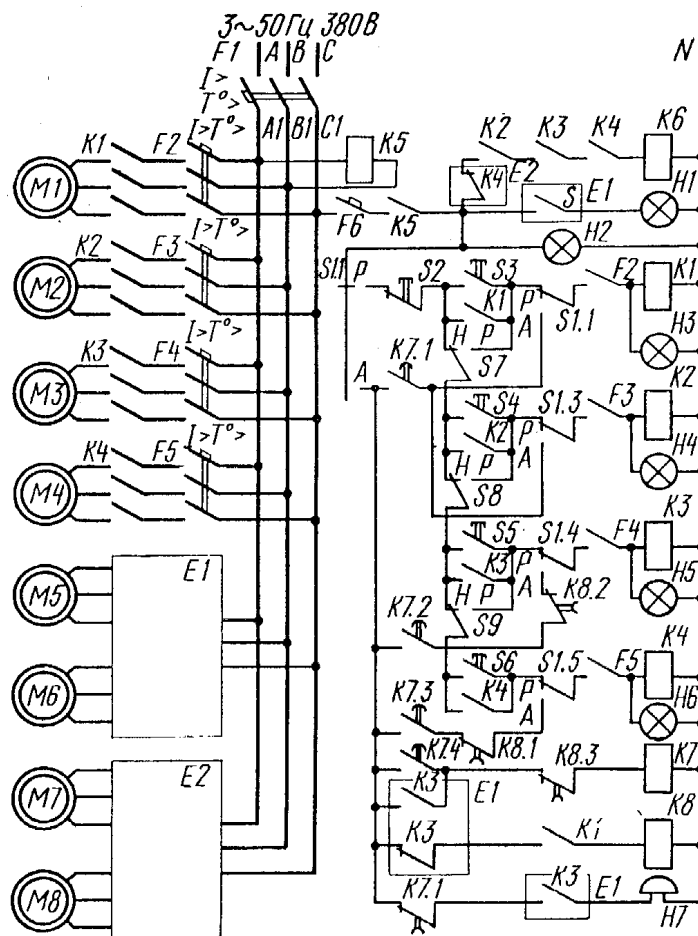 3~50Гц 380В
F1 A B C N
I>
T°>
A1 B1 C1
K1 F2 I>T°> K5
M1
F6 K5
K2 K3 K4 K6
E2
K4
S E1 H1
H2
K2 F3 I>T°>
M2
S1.1 P S2 S3 P F2 K1
K1
A S1.1
H P
S7
H3
K3 F4 I>T°>
M3
A K7.1
S4 S1.3 F3 K2
K2 P
A
H P
S8
H4
K4 F5 I>T°>
M4
S5 S1.4 F4 K3
K3 P
A
H P
S9
K8.2
H5
E1
M5
M6
K7.2
S6 S1.5 F5 K4
K4 P
A
H6
K7.3
K8.1
K7.4
K8.3 K7
K3 E1
K3
K1 K8
E2
M7
M8
K7.1
K3 E1
H7